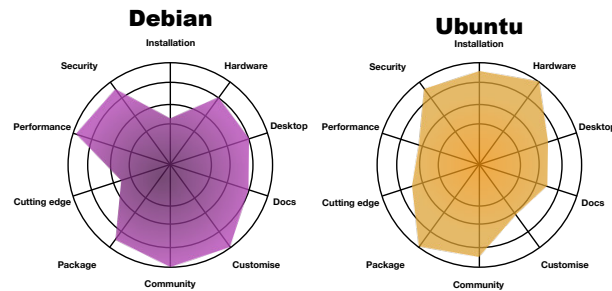 Debian
Installation
Security
Hardware
Performance
Desktop
Cutting edge
Docs
Package
Customise
Community
Ubuntu
Installation
Security
Hardware
Performance
Desktop
Cutting edge
Docs
Package
Customise
Community